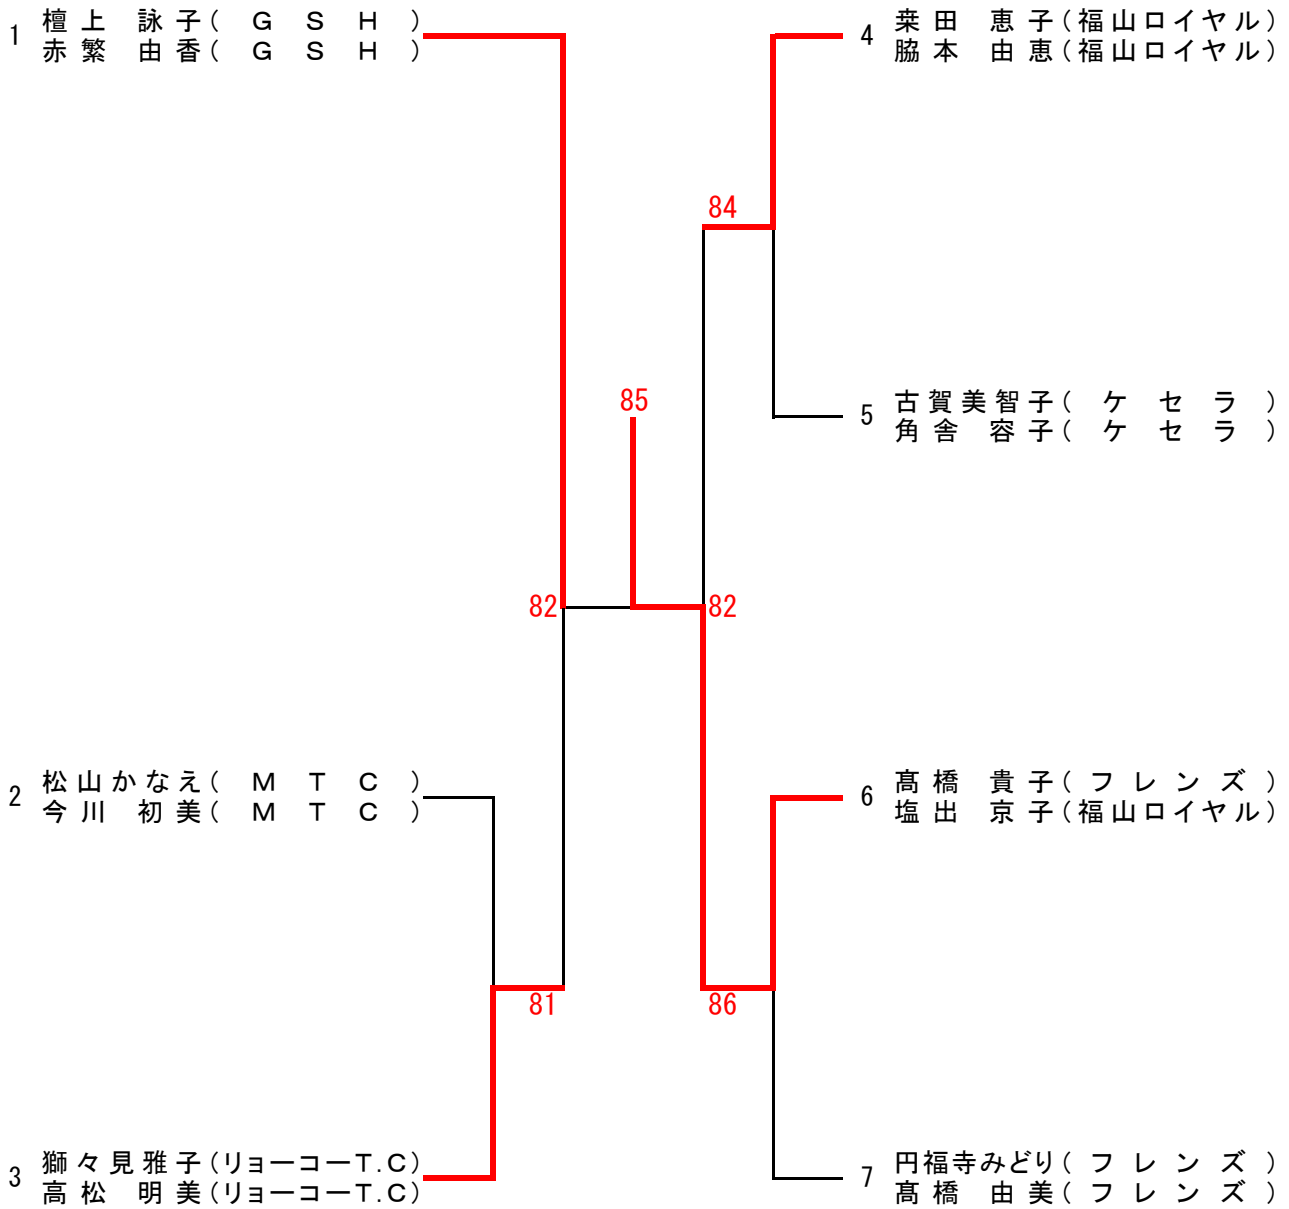 1 檀上 詠子(GSH)
赤繁 由香(GSH)
4 桒田 恵子(福山ロイヤル)
脇本 由恵(福山ロイヤル)
84
85
5 古賀美智子(ケセラ)
角舎 容子(ケセラ)
82
82
2 松山かなえ(MTC)
今川 初美(MTC)
6 髙橋 貴子(フレンズ)
塩出 京子(福山ロイヤル)
81
86
3 獅々見雅子(リョーコーT.C)
高松 明美(リョーコーT.C)
7 円福寺みどり(フレンズ)
髙橋 由美(フレンズ)